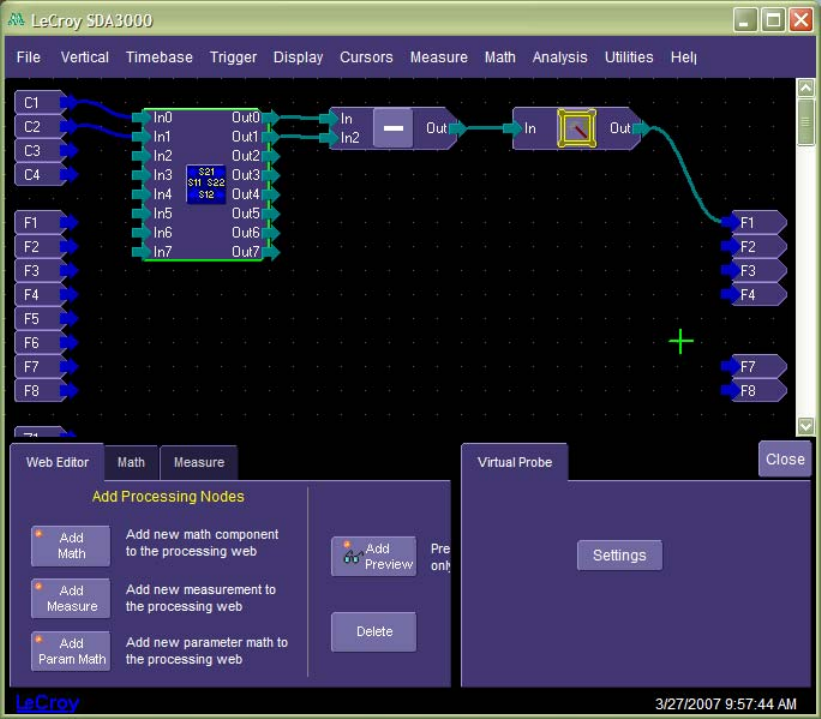 LeCroy SDA3000
File Vertical Timebase Trigger Display Cursors Measure Math Analysis Utilities Help
C1
C2
C3
C4
F1
F2
F3
F4
F5
F6
F7
F8
In0 Out0
In1 Out1
In2 Out2
In3 Out3
In4 Out4
In5 Out5
In6 Out6
In7 Out7
S21
S11 S22
S12
In Out
In2
In Out
F1
F2
F3
F4
F7
F8
Web Editor Math Measure
Add Processing Nodes
Add
Math
Add new math component
to the processing web
Add
Measure
Add new measurement to
the processing web
Add
Param Math
Add new parameter math to
the processing web
Add
Preview
Pre
only
Delete
Virtual Probe
Close
Settings
LeCroy
3/27/2007 9:57:44 AM